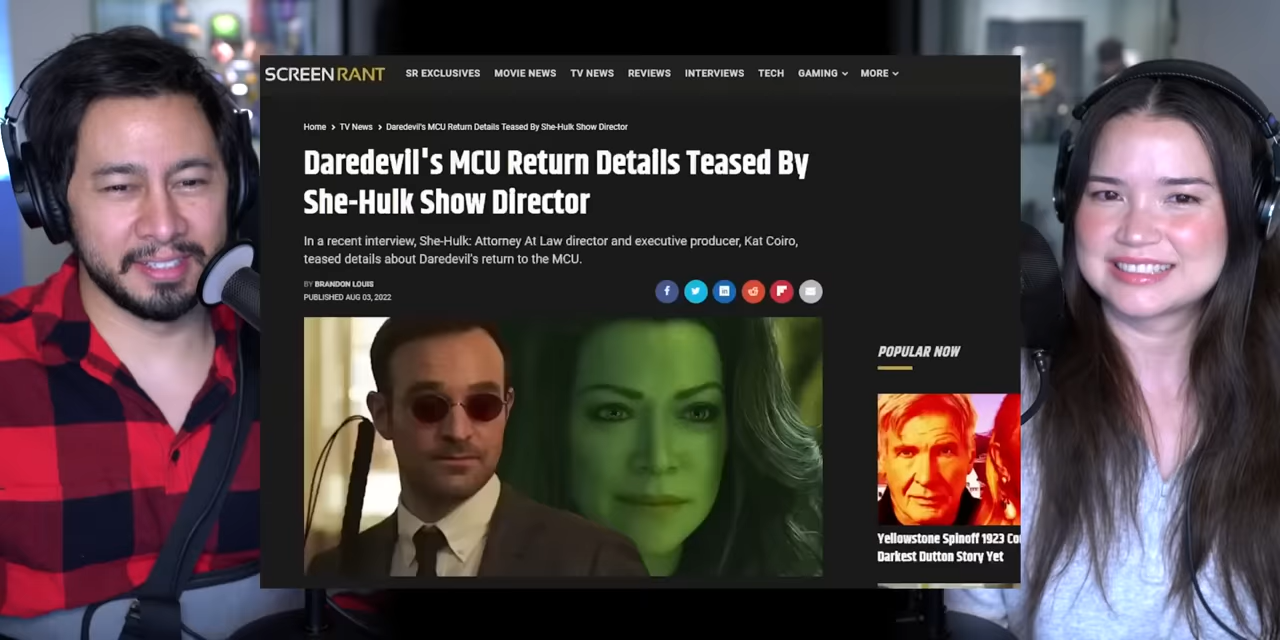 SCREENRANT
SR EXCLUSIVES MOVIE NEWS TV NEWS REVIEWS INTERVIEWS TECH GAMING MORE
Home > TV News > Daredevil's MCU Return Details Teased By She-Hulk Show Director
Daredevil's MCU Return Details Teased By
She-Hulk Show Director
In a recent interview, She-Hulk: Attorney At Law director and executive producer, Kat Coiro,
teased details about Daredevil's return to the MCU.
BY BRANDON LOUIS
PUBLISHED AUG 03, 2022
POPULAR NOW
Yellowstone Spinoff 1923 Co
Darkest Dutton Story Yet